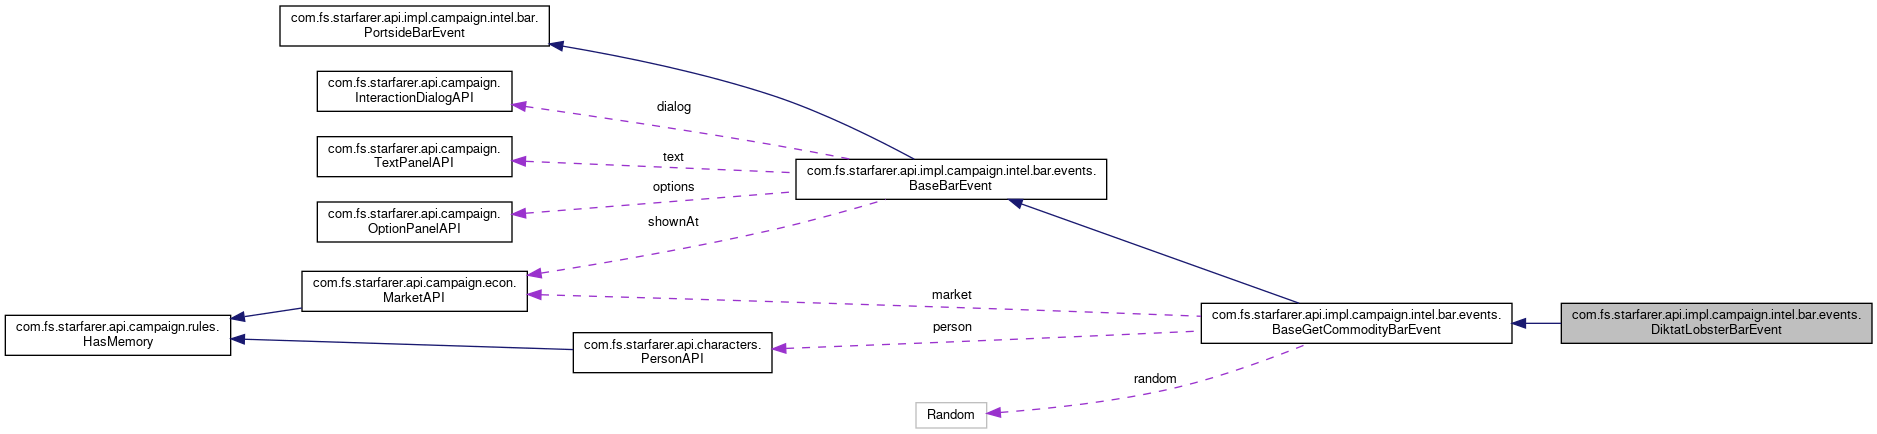 com.fs.starfarer.api.impl.campaign.intel.bar.
PortsideBarEvent
com.fs.starfarer.api.campaign.
InteractionDialogAPI
dialog
com.fs.starfarer.api.campaign.
TextPanelAPI
text
com.fs.starfarer.api.impl.campaign.intel.bar.events.
BaseBarEvent
options
com.fs.starfarer.api.campaign.
OptionPanelAPI
shownAt
com.fs.starfarer.api.campaign.econ.
MarketAPI
market
com.fs.starfarer.api.campaign.rules.
HasMemory
com.fs.starfarer.api.characters.
PersonAPI
person
com.fs.starfarer.api.impl.campaign.intel.bar.events.
BaseGetCommodityBarEvent
com.fs.starfarer.api.impl.campaign.intel.bar.events.
DiktatLobsterBarEvent
random
Random